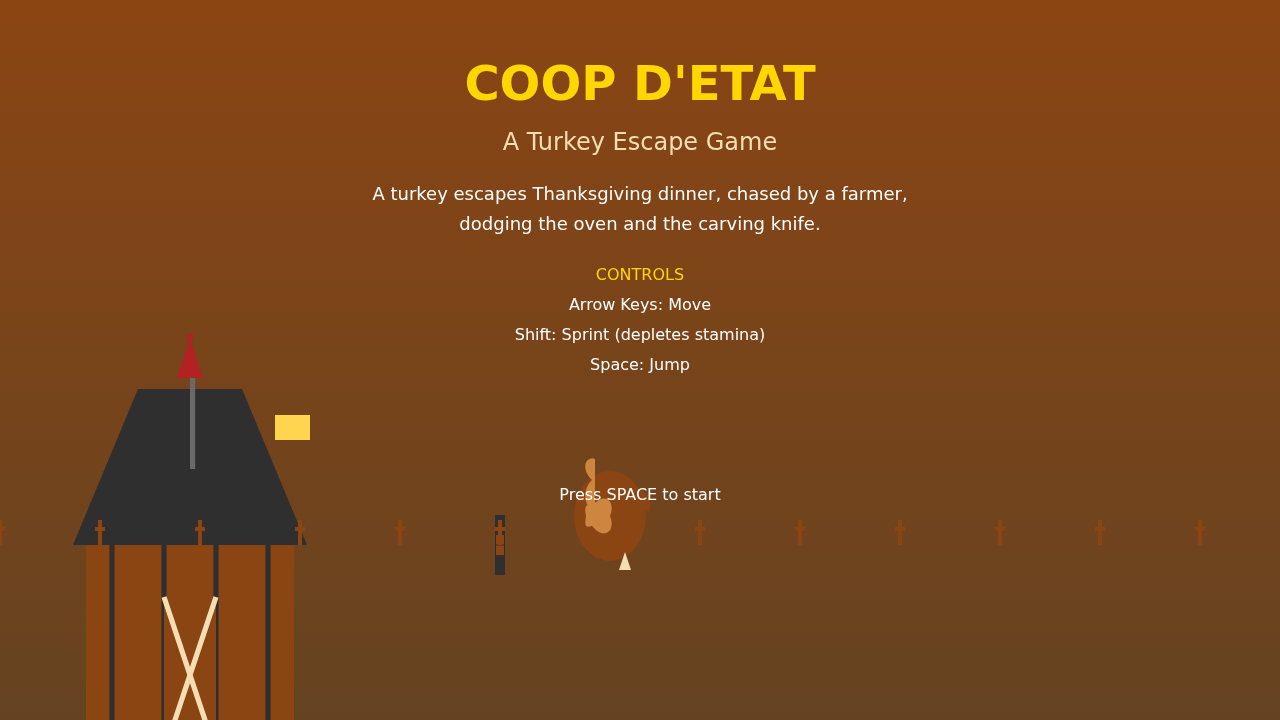 COOP D'ETAT
A Turkey Escape Game
A turkey escapes Thanksgiving dinner, chased by a farmer,
dodging the oven and the carving knife.
CONTROLS
Arrow Keys: Move
Shift: Sprint (depletes stamina)
Space: Jump
Press SPACE to start